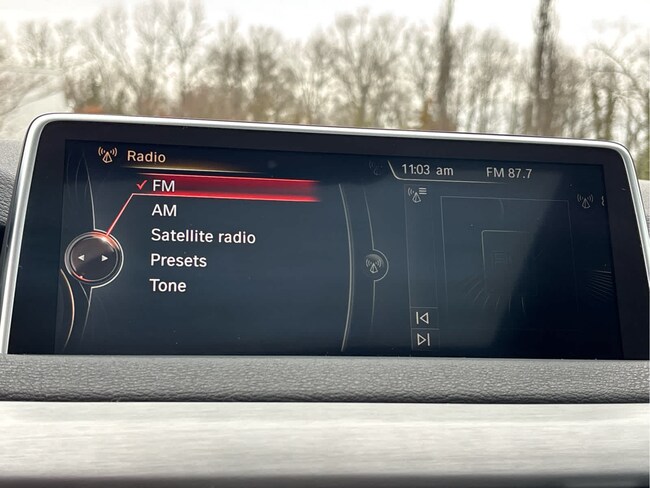 Radio
11:03 am FM 87.7
FM
AM
Satellite radio
Presets
Tone